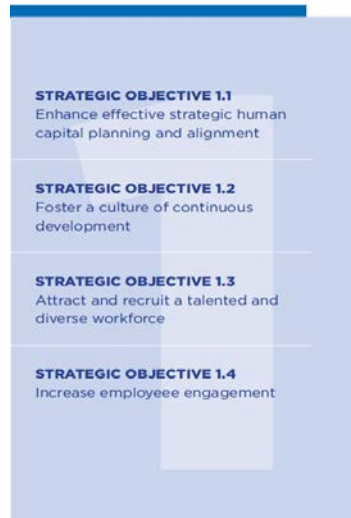 STRATEGIC OBJECTIVE 1.1
Enhance effective strategic human
capital planning and alignment
STRATEGIC OBJECTIVE 1.2
Foster a culture of continuous
development
STRATEGIC OBJECTIVE 1.3
Attract and recruit a talented and
diverse workforce
STRATEGIC OBJECTIVE 1.4
Increase employeee engagement
1